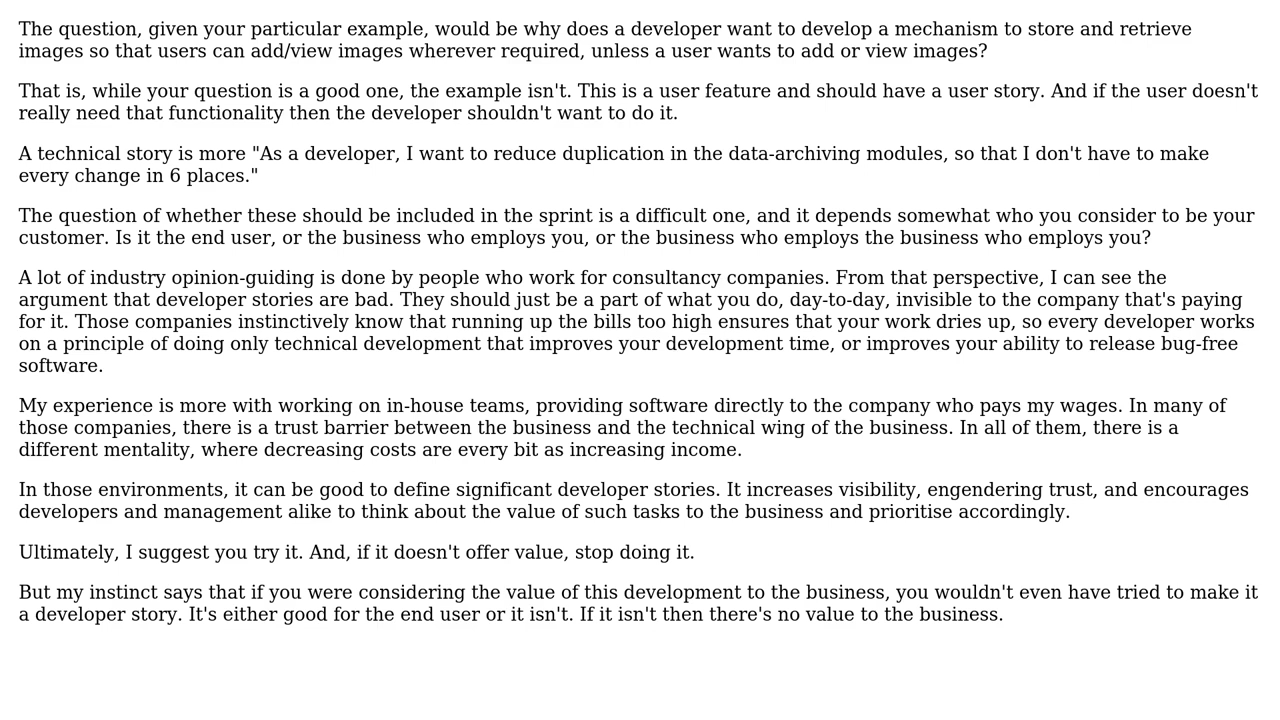 The question, given your particular example, would be why does a developer want to develop a mechanism to store and retrieve
images so that users can add/view images wherever required, unless a user wants to add or view images?
That is, while your question is a good one, the example isn't. This is a user feature and should have a user story. And if the user doesn't
really need that functionality then the developer shouldn't want to do it.
A technical story is more "As a developer, I want to reduce duplication in the data-archiving modules, so that I don't have to make
every change in 6 places."
The question of whether these should be included in the sprint is a difficult one, and it depends somewhat who you consider to be your
customer. Is it the end user, or the business who employs you, or the business who employs the business who employs you?
A lot of industry opinion-guiding is done by people who work for consultancy companies. From that perspective, I can see the
argument that developer stories are bad. They should just be a part of what you do, day-to-day, invisible to the company that's paying
for it. Those companies instinctively know that running up the bills too high ensures that your work dries up, so every developer works
on a principle of doing only technical development that improves your development time, or improves your ability to release bug-free
software.
My experience is more with working on in-house teams, providing software directly to the company who pays my wages. In many of
those companies, there is a trust barrier between the business and the technical wing of the business. In all of them, there is a
different mentality, where decreasing costs are every bit as increasing income.
In those environments, it can be good to define significant developer stories. It increases visibility, engendering trust, and encourages
developers and management alike to think about the value of such tasks to the business and prioritise accordingly.
Ultimately, I suggest you try it. And, if it doesn't offer value, stop doing it.
But my instinct says that if you were considering the value of this development to the business, you wouldn't even have tried to make it
a developer story. It's either good for the end user or it isn't. If it isn't then there's no value to the business.